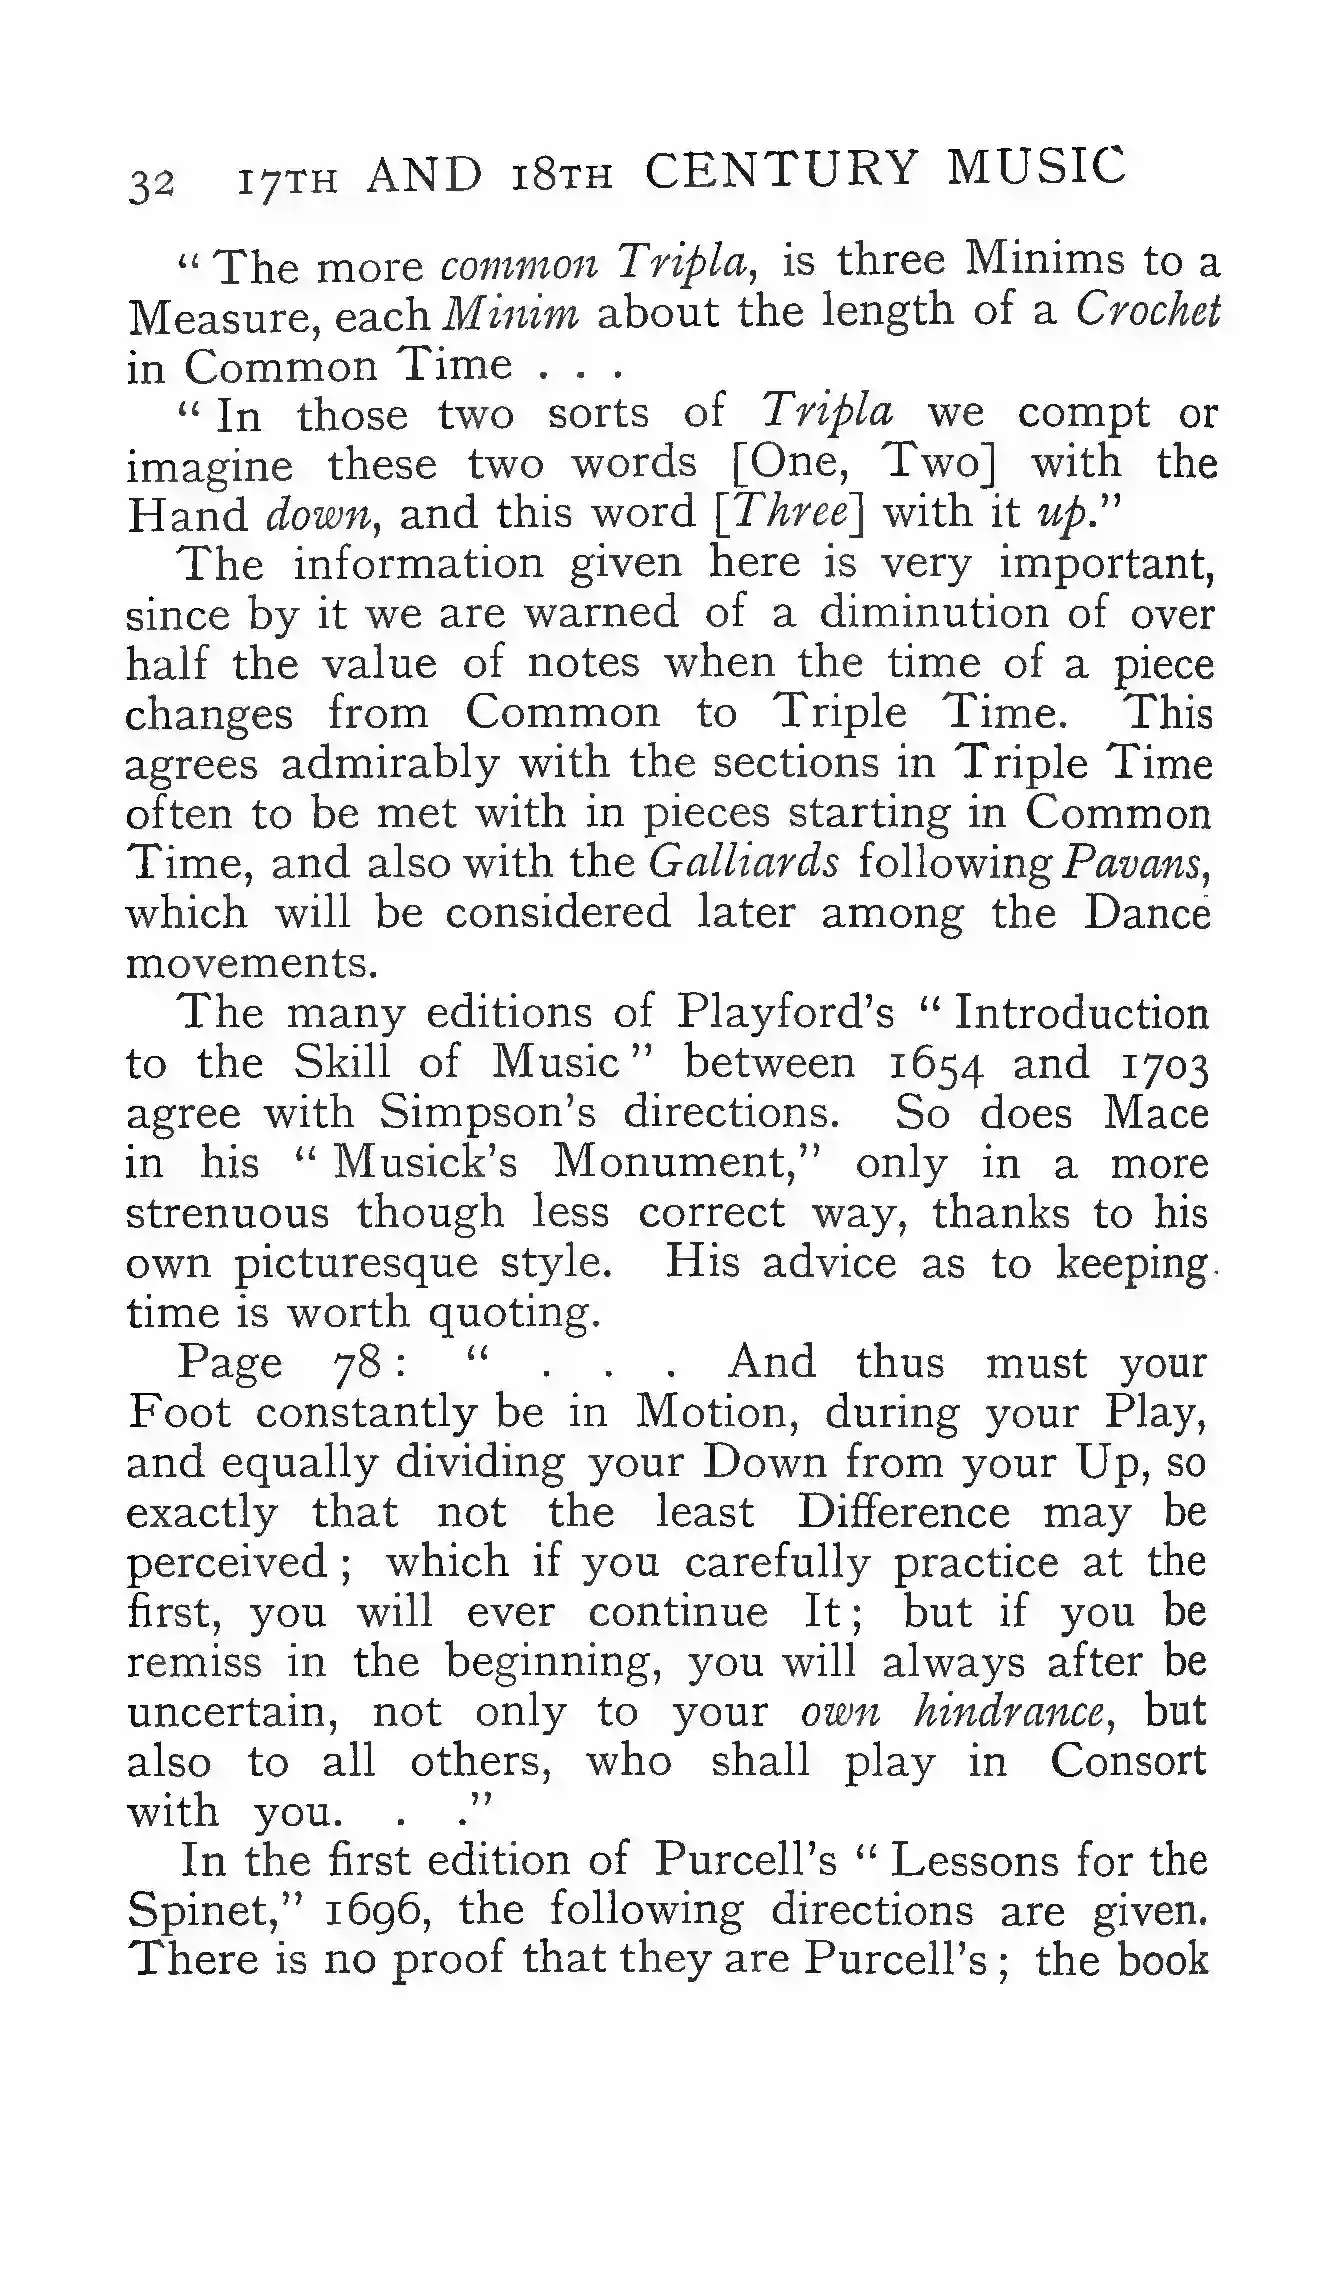 32 17TH AND 18TH CENTURY MUSIC
“ The more common Tripla, is three Minims to a
Measure, each Minim about the length of a Crochet
in Common Time . . .
“ In those two sorts of Tripla we compt or
imagine these two words [One, Two] with the
Hand down, and this word [Three] with it up.”
The information given here is very important,
since by it we are warned of a diminution of over
half the value of notes when the time of a piece
changes from Common to Triple Time. This
agrees admirably with the sections in Triple Time
often to be met with in pieces starting in Common
Time, and also with the Galliards following Pavans,
which will be considered later among the Dance
movements.
The many editions of Playford’s “ Introduction
to the Skill of Music ” between 1654 and 1703
agree with Simpson’s directions. So does Mace
in his “ Musick’s Monument,” only in a more
strenuous though less correct way, thanks to his
own picturesque style. His advice as to keeping
time is worth quoting.
Page 78 : “ . . . And thus must your
Foot constantly be in Motion, during your Play,
and equally dividing your Down from your Up, so
exactly that not the least Difference may be
perceived ; which if you carefully practice at the
first, you will ever continue It ; but if you be
remiss in the beginning, you will always after be
uncertain, not only to your own hindrance, but
also to all others, who shall play in Consort
with you. . .”
In the first edition of Purcell’s “ Lessons for the
Spinet,” 1696, the following directions are given.
There is no proof that they are Purcell’s ; the book